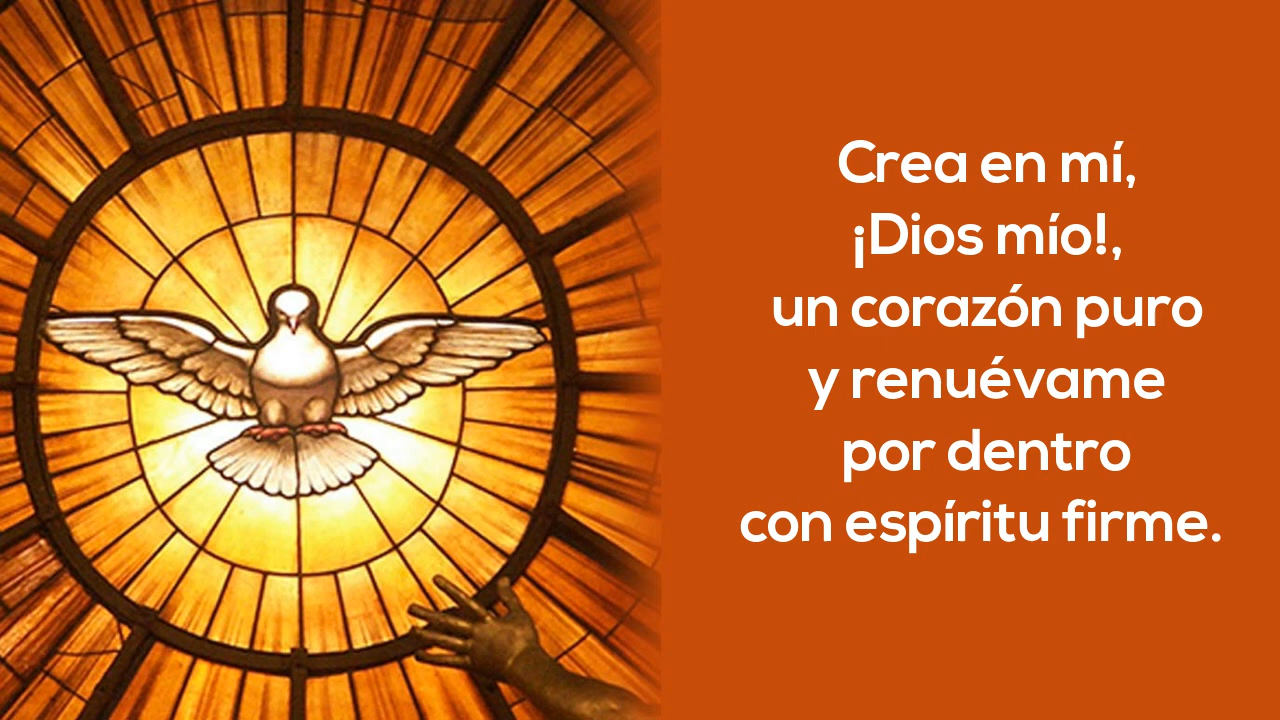 Crea en mí,
¡Dios mío!,
un corazón puro
y renuévame
por dentro
con espíritu firme.